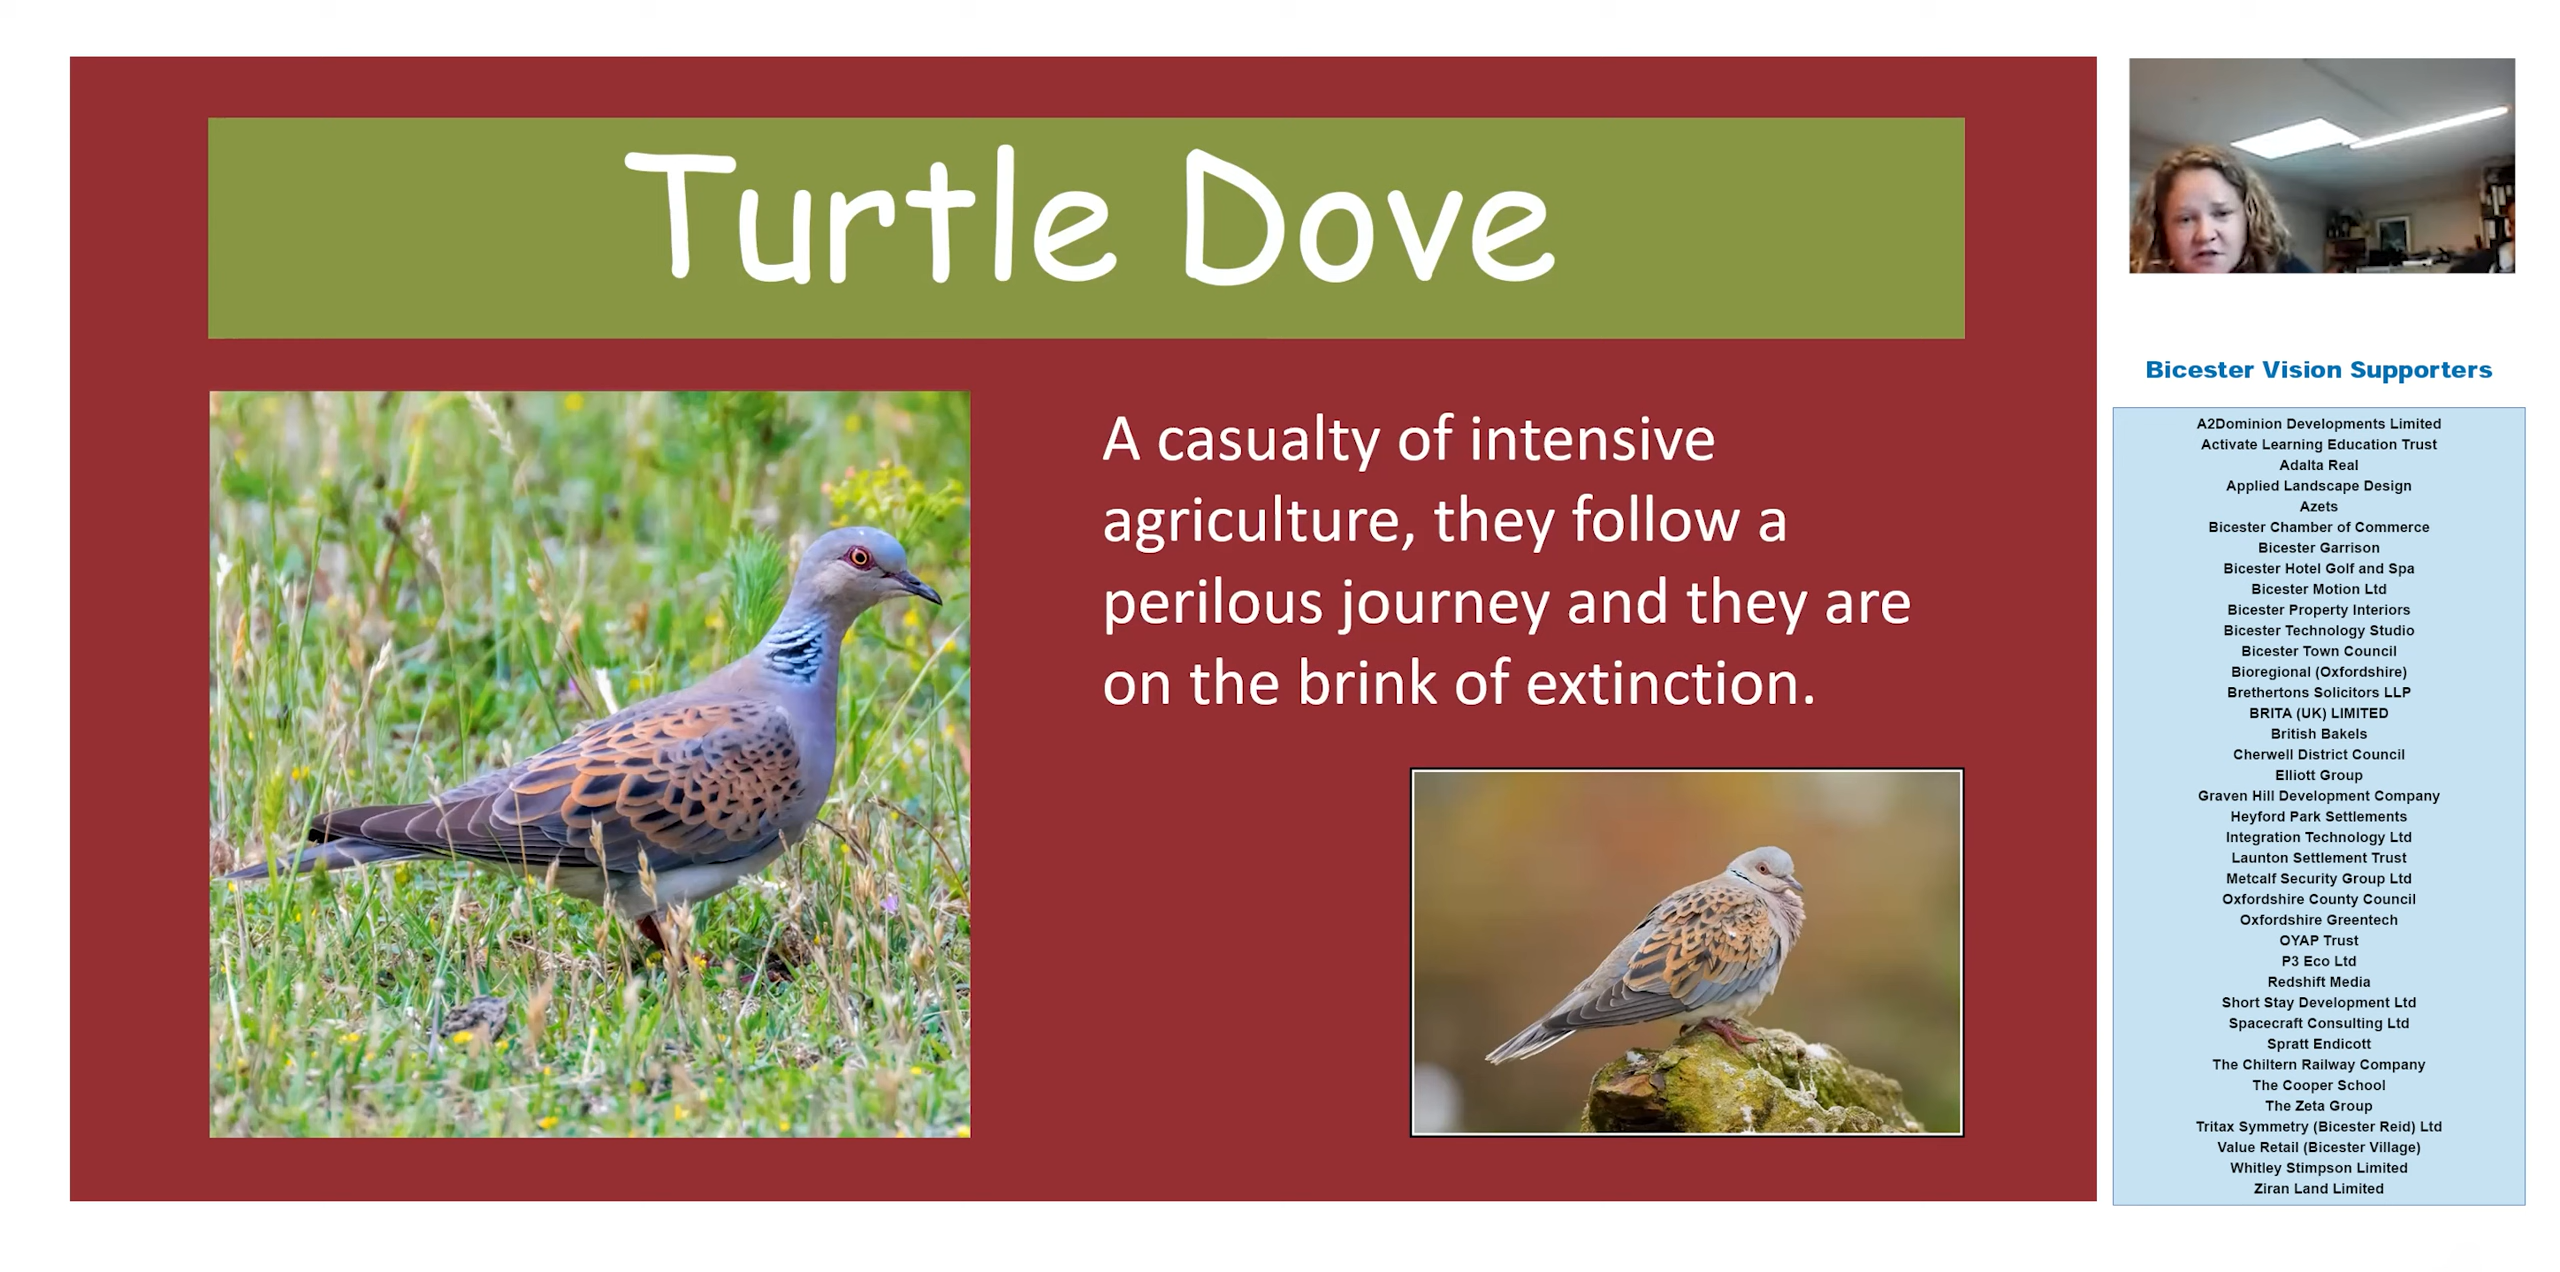 Turtle Dove
A casualty of intensive
agriculture, they follow a
perilous journey and they are
on the brink of extinction.
Bicester Vision Supporters
A2Dominion Developments Limited
Activate Learning Education Trust
Adalta Real
Applied Landscape Design
Azets
Bicester Chamber of Commerce
Bicester Garrison
Bicester Hotel Golf and Spa
Bicester Motion Ltd
Bicester Property Interiors
Bicester Technology Studio
Bicester Town Council
Bioregional (Oxfordshire)
Brethertons Solicitors LLP
BRITA (UK) LIMITED
British Bakels
Cherwell District Council
Elliott Group
Graven Hill Development Company
Heyford Park Settlements
Integration Technology Ltd
Launton Settlement Trust
Metcalf Security Group Ltd
Oxfordshire County Council
Oxfordshire Greentech
OYAP Trust
P3 Eco Ltd
Redshift Media
Short Stay Development Ltd
Spacecraft Consulting Ltd
Spratt Endicott
The Chiltern Railway Company
The Cooper School
The Zeta Group
Tritax Symmetry (Bicester Reid) Ltd
Value Retail (Bicester Village)
Whitley Stimpson Limited
Ziran Land Limited